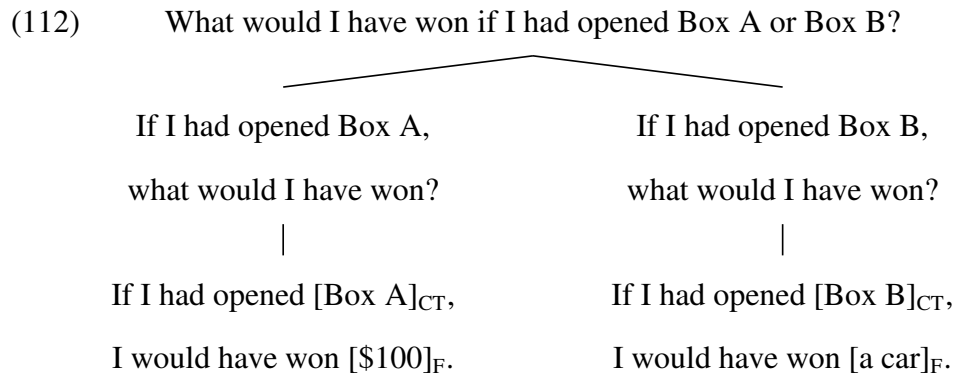 (112) What would I have won if I had opened Box A or Box B?
If I had opened Box A,
what would I have won?
If I had opened [Box A]CT,
I would have won [$100]F.
If I had opened Box B,
what would I have won?
If I had opened [Box B]CT,
I would have won [a car]F.